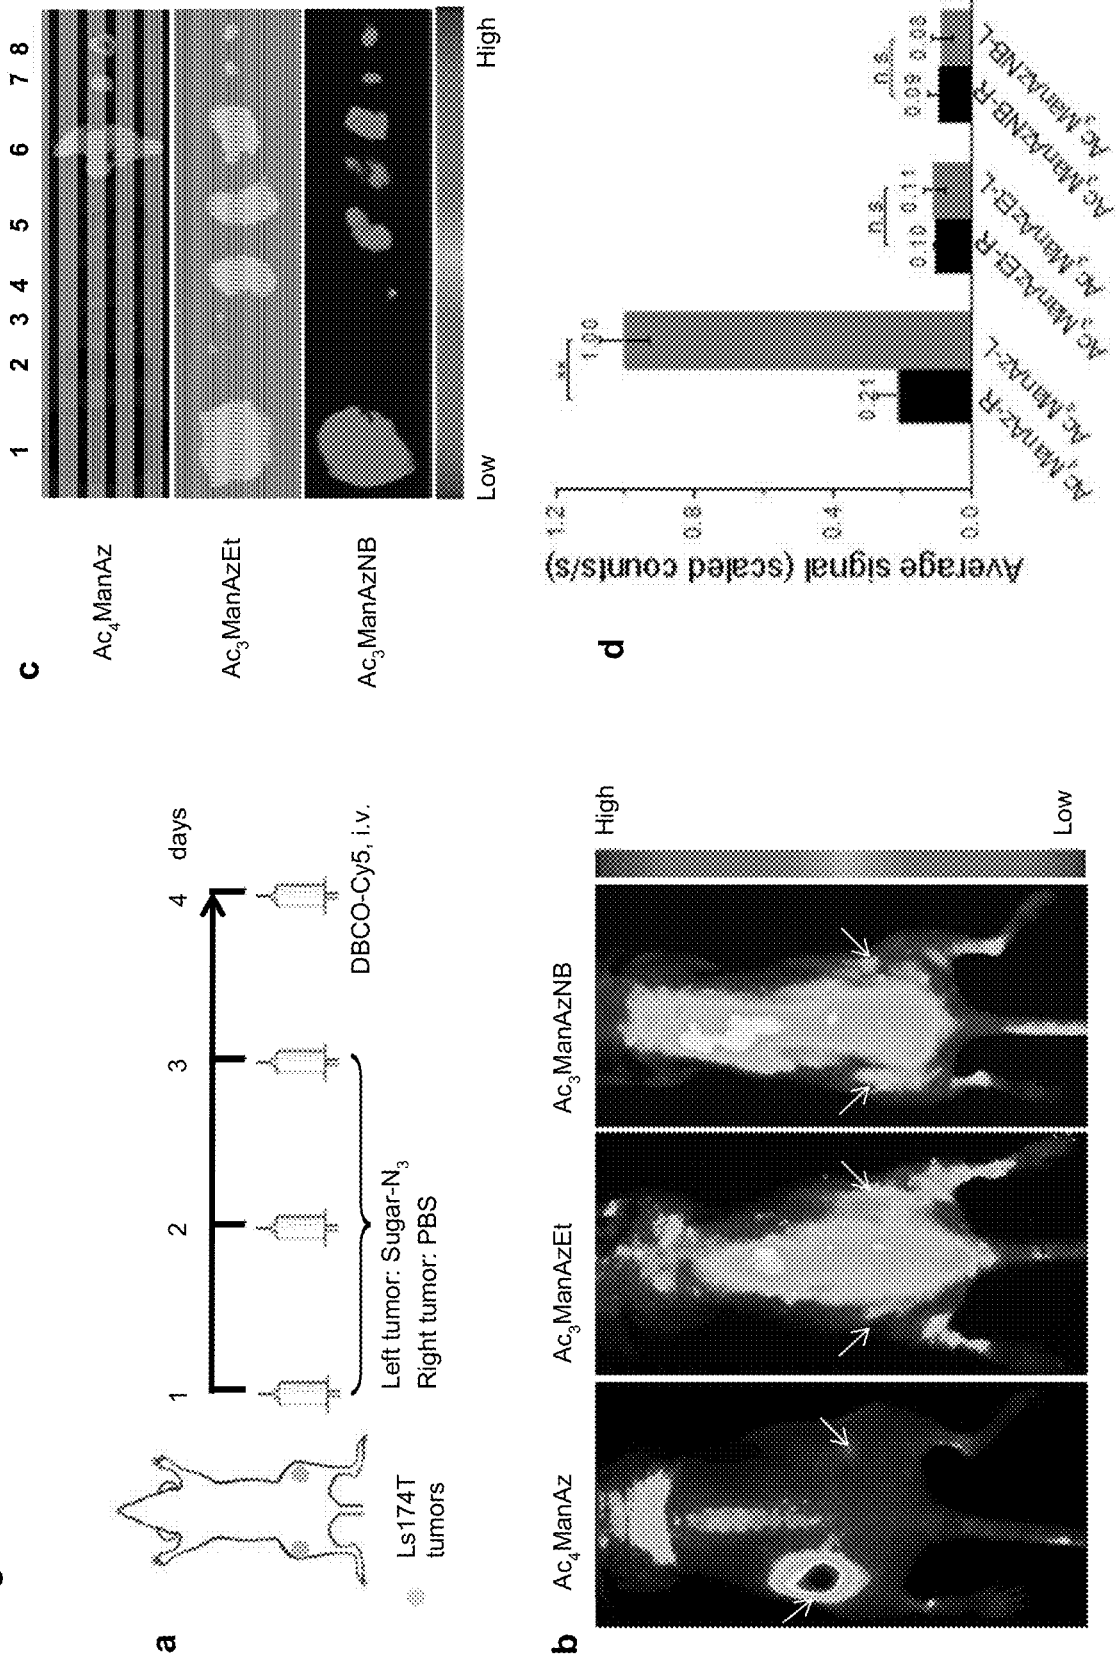 a
1 2 3 4 days
Left tumor: Sugar-N₃
Right tumor: PBS
DBCO-Cy5, i.v.
Ls174T
tumors
b
Ac₄ManAz
Ac₃ManAzEt
Ac₃ManAzNB
High
Low
c
1 2 3 4 5 6 7 8
Ac₄ManAz
Ac₃ManAzEt
Ac₃ManAzNB
Low High
d
Average signal (scaled counts/s)
1.2
0.8
0.4
0.0
**
n.s.
n.s.
0.21
1.00
0.10
0.11
0.09
0.08
Ac₄ManAz-R
Ac₄ManAz-L
Ac₃ManAzEt-R
Ac₃ManAzEt-L
Ac₃ManAzNB-R
Ac₃ManAzNB-L